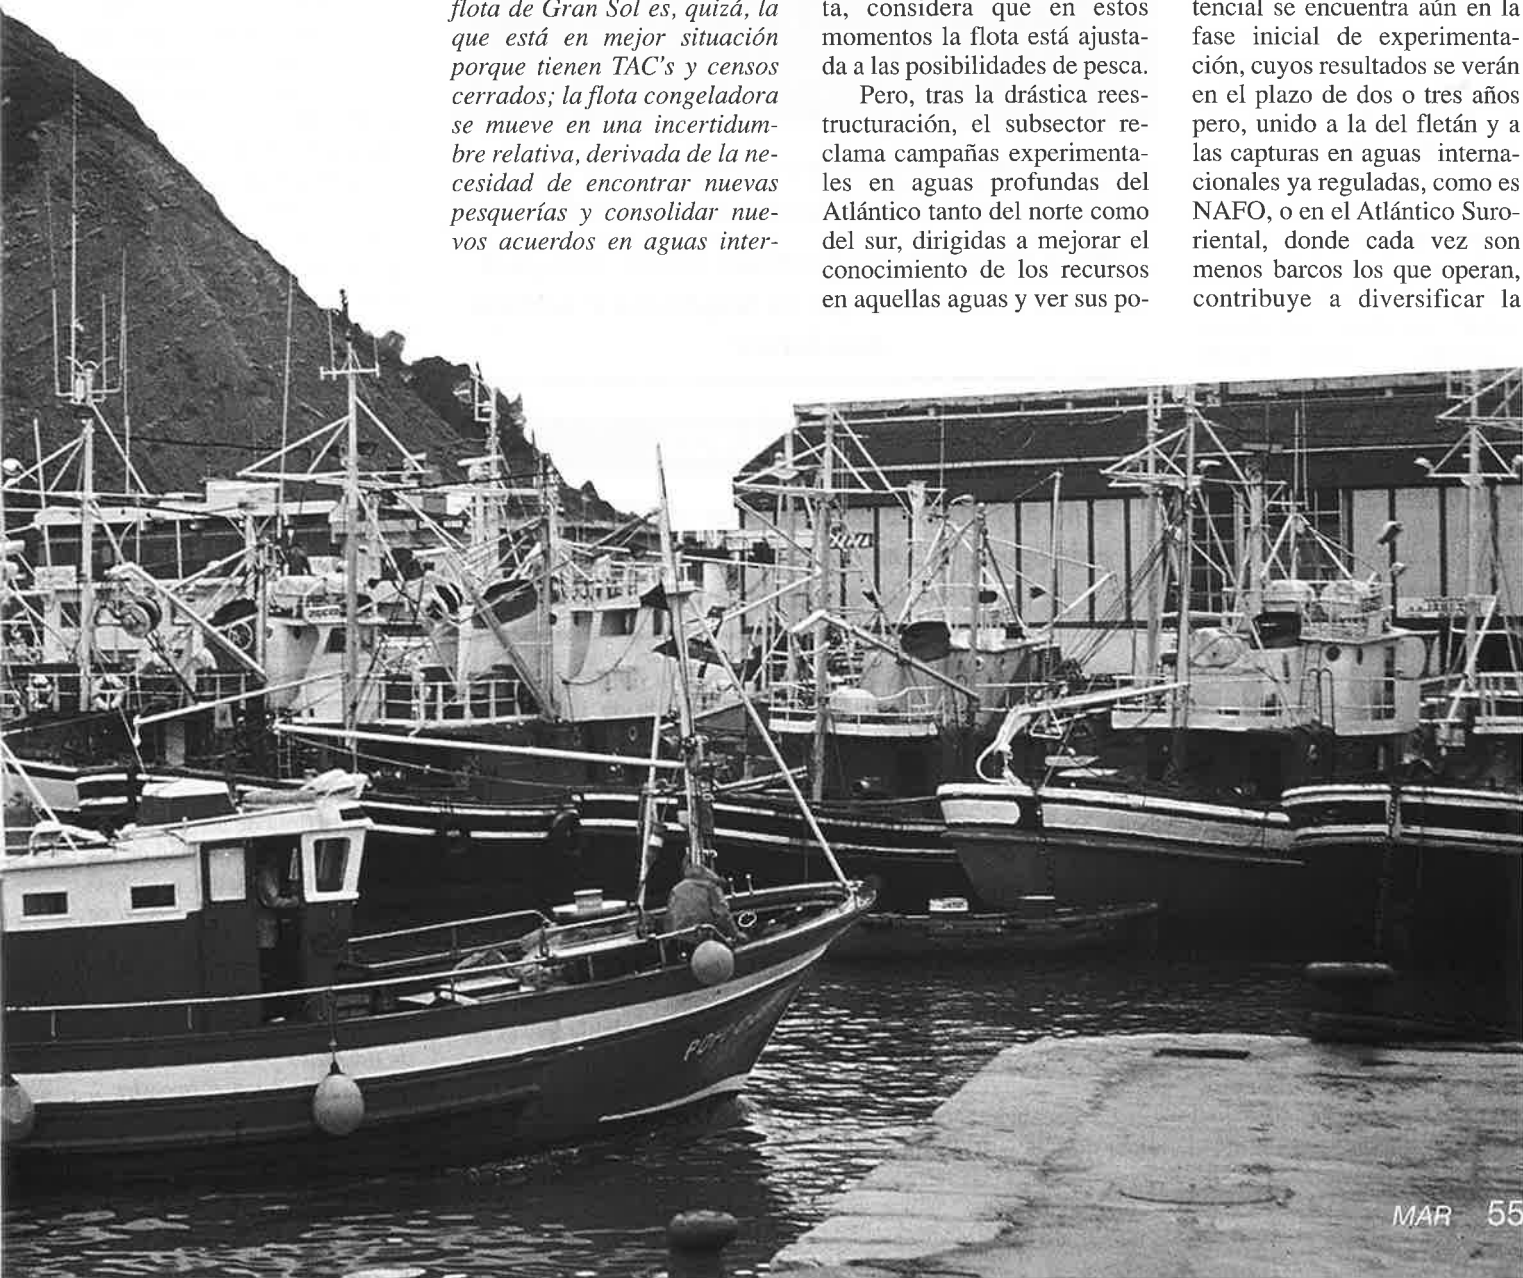 flota de Gran Sol es, quizá, la
que está en mejor situación
porque tienen TAC's y censos
cerrados; la flota congeladora
se mueve en una incertidum-
bre relativa, derivada de la ne-
cesidad de encontrar nuevas
pesquerías y consolidar nue-
vos acuerdos en aguas inter-
ta, considera que en estos
momentos la flota está ajusta-
da a las posibilidades de pesca.
Pero, tras la drástica rees-
tructuración, el subsector re-
clama campañas experimenta-
les en aguas profundas del
Atlántico tanto del norte como
del sur, dirigidas a mejorar el
conocimiento de los recursos
en aquellas aguas y ver sus po-
tencial se encuentra aún en la
fase inicial de experimenta-
ción, cuyos resultados se verán
en el plazo de dos o tres años
pero, unido a la del fletán y a
las capturas en aguas interna-
cionales ya reguladas, como es
NAFO, o en el Atlántico Suro-
riental, donde cada vez son
menos barcos los que operan,
contribuye a diversificar la
MAR 55